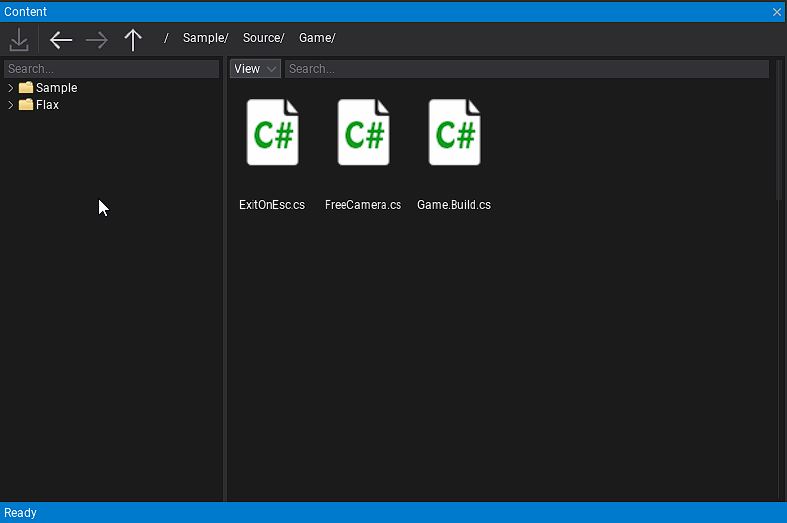 Content
/ Sample/ Source/ Game/
Search...
View Search...
Sample
Flax
C# C# C#
ExitOnEsc.cs FreeCamera.cs Game.Build.cs
Ready